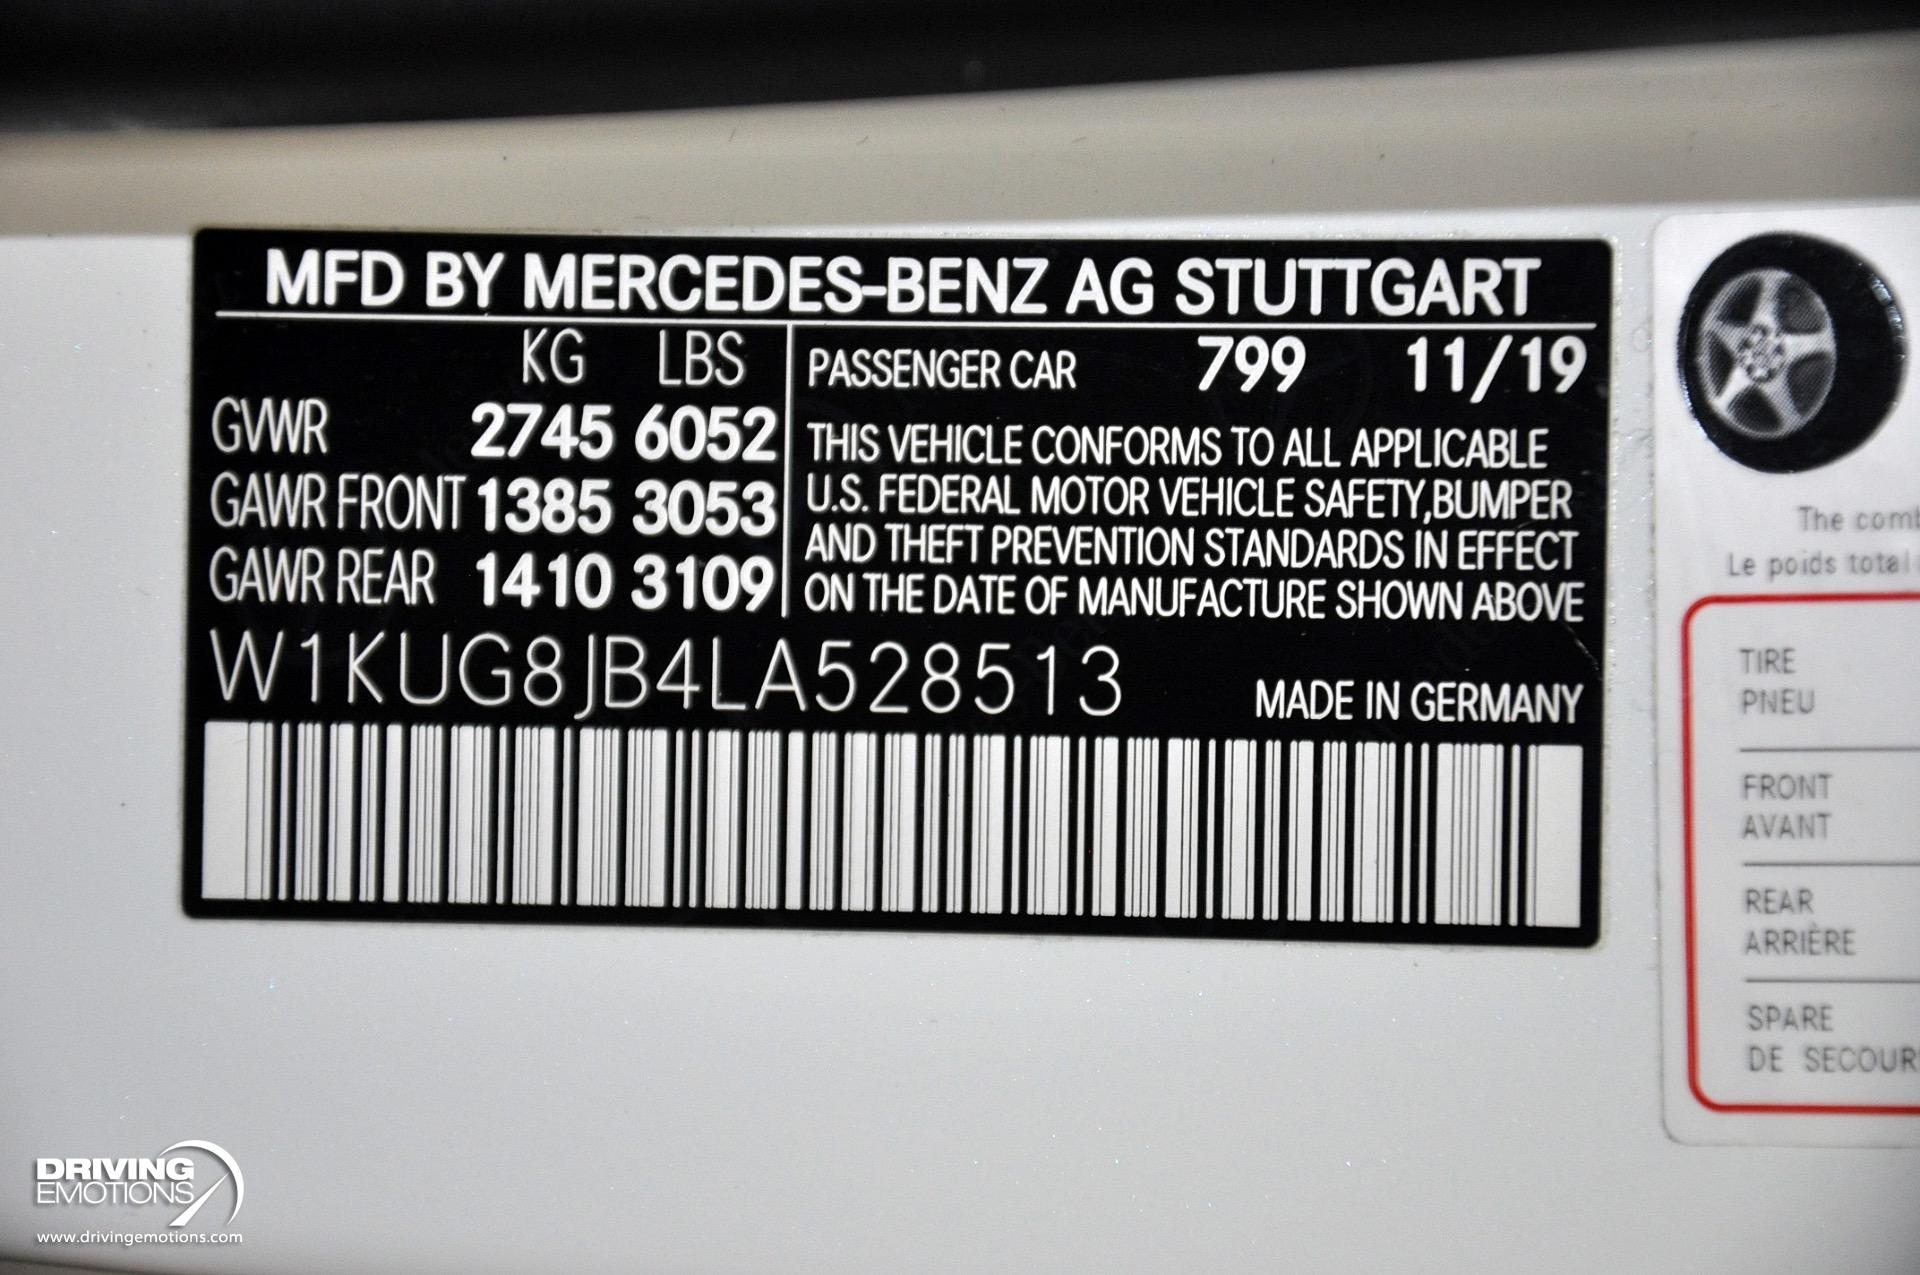 MFD BY MERCEDES-BENZ AG STUTTGART
KG LBS
GVWR 2745 6052
GAWR FRONT 1385 3053
GAWR REAR 1410 3109
PASSENGER CAR 799 11/19
THIS VEHICLE CONFORMS TO ALL APPLICABLE
U.S. FEDERAL MOTOR VEHICLE SAFETY,BUMPER
AND THEFT PREVENTION STANDARDS IN EFFECT
ON THE DATE OF MANUFACTURE SHOWN ABOVE
W1KUG8JB4LA528513
MADE IN GERMANY
The comb
Le poids total
TIRE
PNEU
FRONT
AVANT
REAR
ARRIÈRE
SPARE
DE SECOUR
DRIVING
EMOTIONS
www.drivingemotions.com